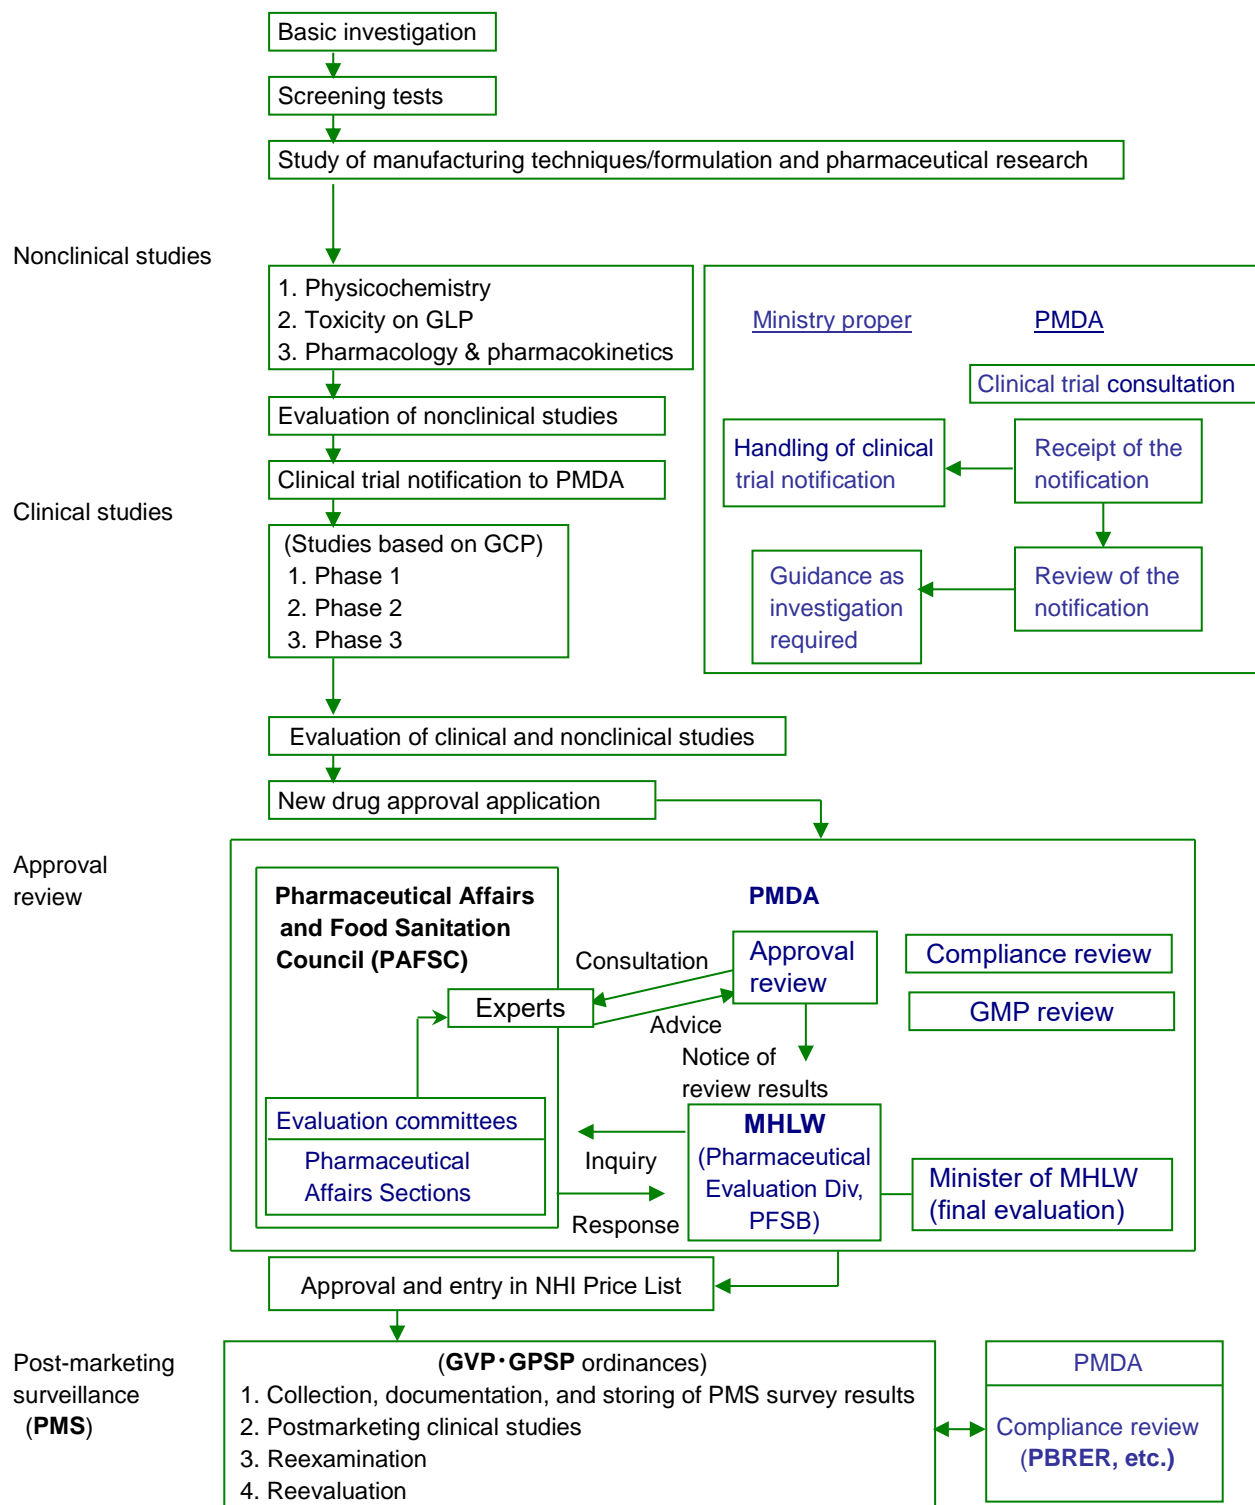 Basic investigation
Screening tests
Study of manufacturing techniques/formulation and pharmaceutical research
Nonclinical studies
1. Physicochemistry
2. Toxicity on GLP
3. Pharmacology & pharmacokinetics
Evaluation of nonclinical studies
Clinical trial notification to PMDA
Clinical studies
(Studies based on GCP)
1. Phase 1
2. Phase 2
3. Phase 3
Ministry proper
PMDA
Clinical trial consultation
Handling of clinical
trial notification
Receipt of the
notification
Guidance as
investigation
required
Review of the
notification
Evaluation of clinical and nonclinical studies
New drug approval application
Approval
review
Pharmaceutical Affairs
and Food Sanitation
Council (PAFSC)
PMDA
Consultation
Approval
review
Compliance review
Experts
GMP review
Advice
Notice of
review results
Evaluation committees
Pharmaceutical
Affairs Sections
Inquiry
Response
MHLW
(Pharmaceutical
Evaluation Div,
PFSB)
Minister of MHLW
(final evaluation)
Approval and entry in NHI Price List
Post-marketing
surveillance
(PMS)
(GVP・GPSP ordinances)
1. Collection, documentation, and storing of PMS survey results
2. Postmarketing clinical studies
3. Reexamination
4. Reevaluation
PMDA
Compliance review
(PBRER, etc.)